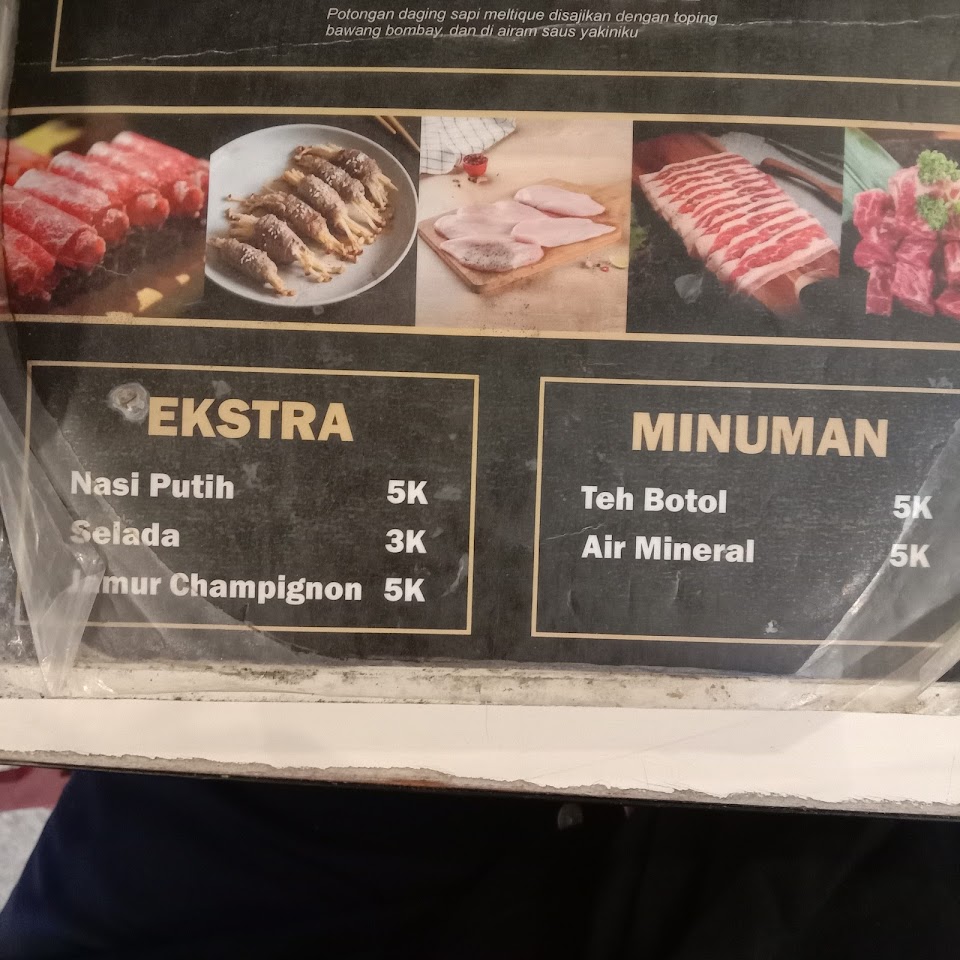 Potongan daging sapi meltique disajikan dengan toping
bawang bombay, dan di airam saus yakiniku
EKSTRA
Nasi Putih 5K
Selada 3K
Jamur Champignon 5K
MINUMAN
Teh Botol 5K
Air Mineral 5K